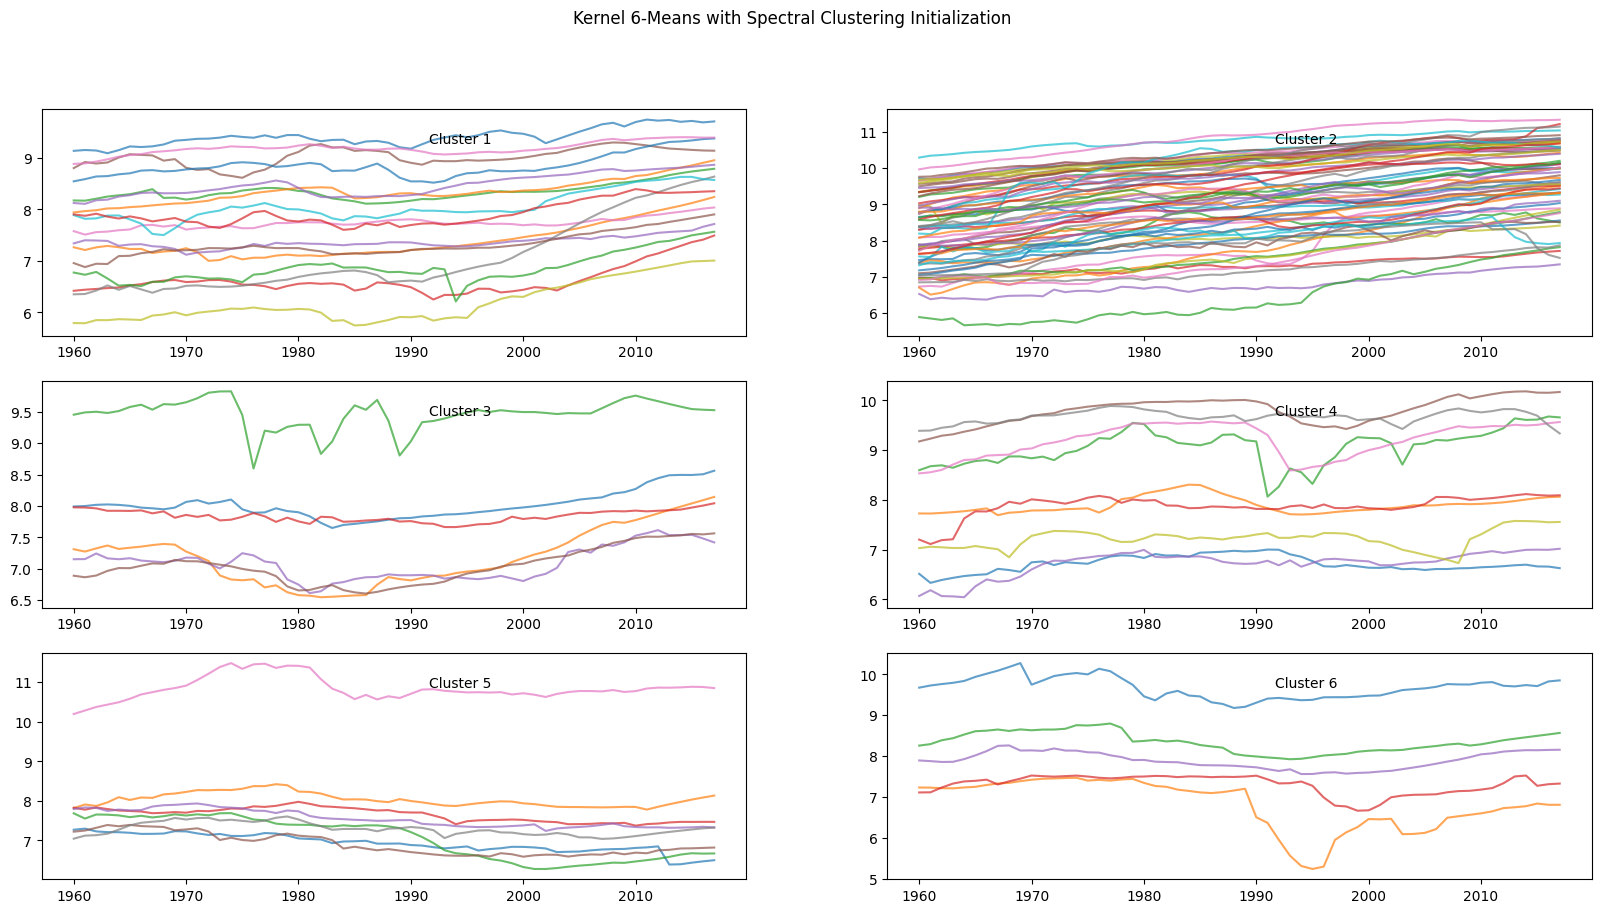 Kernel 6-Means with Spectral Clustering Initialization
Cluster 1
9
8
7
6
1960 1970 1980 1990 2000 2010
Cluster 2
11
10
9
8
7
6
1960 1970 1980 1990 2000 2010
Cluster 3
9.5
9.0
8.5
8.0
7.5
7.0
6.5
1960 1970 1980 1990 2000 2010
Cluster 4
10
9
8
7
6
1960 1970 1980 1990 2000 2010
Cluster 5
11
10
9
8
7
1960 1970 1980 1990 2000 2010
Cluster 6
10
9
8
7
6
5
1960 1970 1980 1990 2000 2010